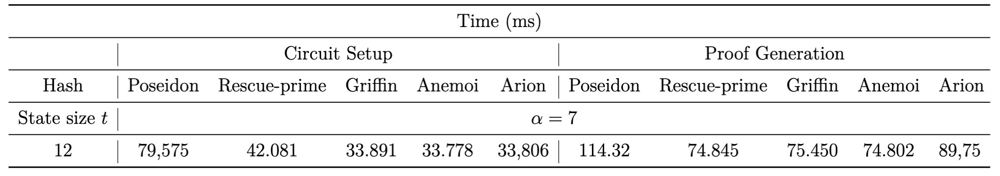 Time (ms)
Circuit Setup Proof Generation
Hash Poseidon Rescue-prime Griffin Anemoi Arion Poseidon Rescue-prime Griffin Anemoi Arion
State size t α = 7
12 79,575 42.081 33.891 33.778 33,806 114.32 74.845 75.450 74.802 89,75